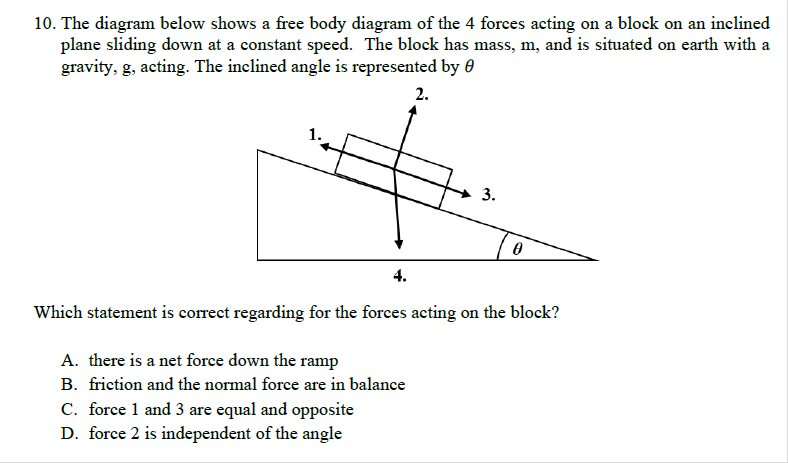 10. The diagram below shows a free body diagram of the 4 forces acting on a block on an inclined
plane sliding down at a constant speed. The block has mass, m, and is situated on earth with a
gravity, g, acting. The inclined angle is represented by θ
2.
1.
3.
θ
4.
Which statement is correct regarding for the forces acting on the block?
A. there is a net force down the ramp
B. friction and the normal force are in balance
C. force 1 and 3 are equal and opposite
D. force 2 is independent of the angle